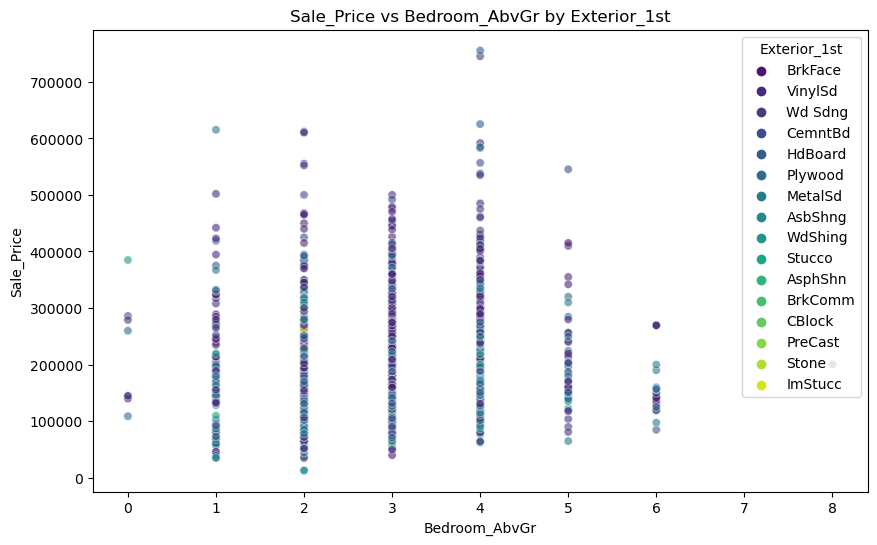 Sale_Price vs Bedroom_AbvGr by Exterior_1st
Sale_Price
700000
600000
500000
400000
300000
200000
100000
0
0 1 2 3 4 5 6 7 8
Bedroom_AbvGr
Exterior_1st
BrkFace
VinylSd
Wd Sdng
CemntBd
HdBoard
Plywood
MetalSd
AsbShng
WdShing
Stucco
AsphShn
BrkComm
CBlock
PreCast
Stone
ImStucc